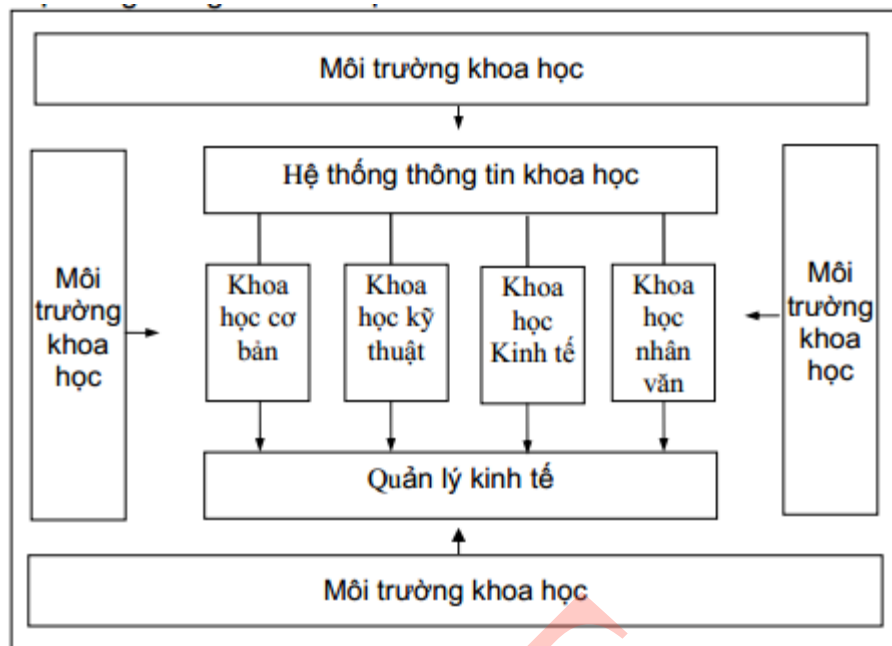 Môi trường khoa học
Hệ thống thông tin khoa học
Môi
trường
khoa
học
Khoa
học cơ
bản
Khoa
học kỹ
thuật
Khoa
học
Kinh tế
Khoa
học
nhân
văn
Môi
trường
khoa
học
Quản lý kinh tế
Môi trường khoa học